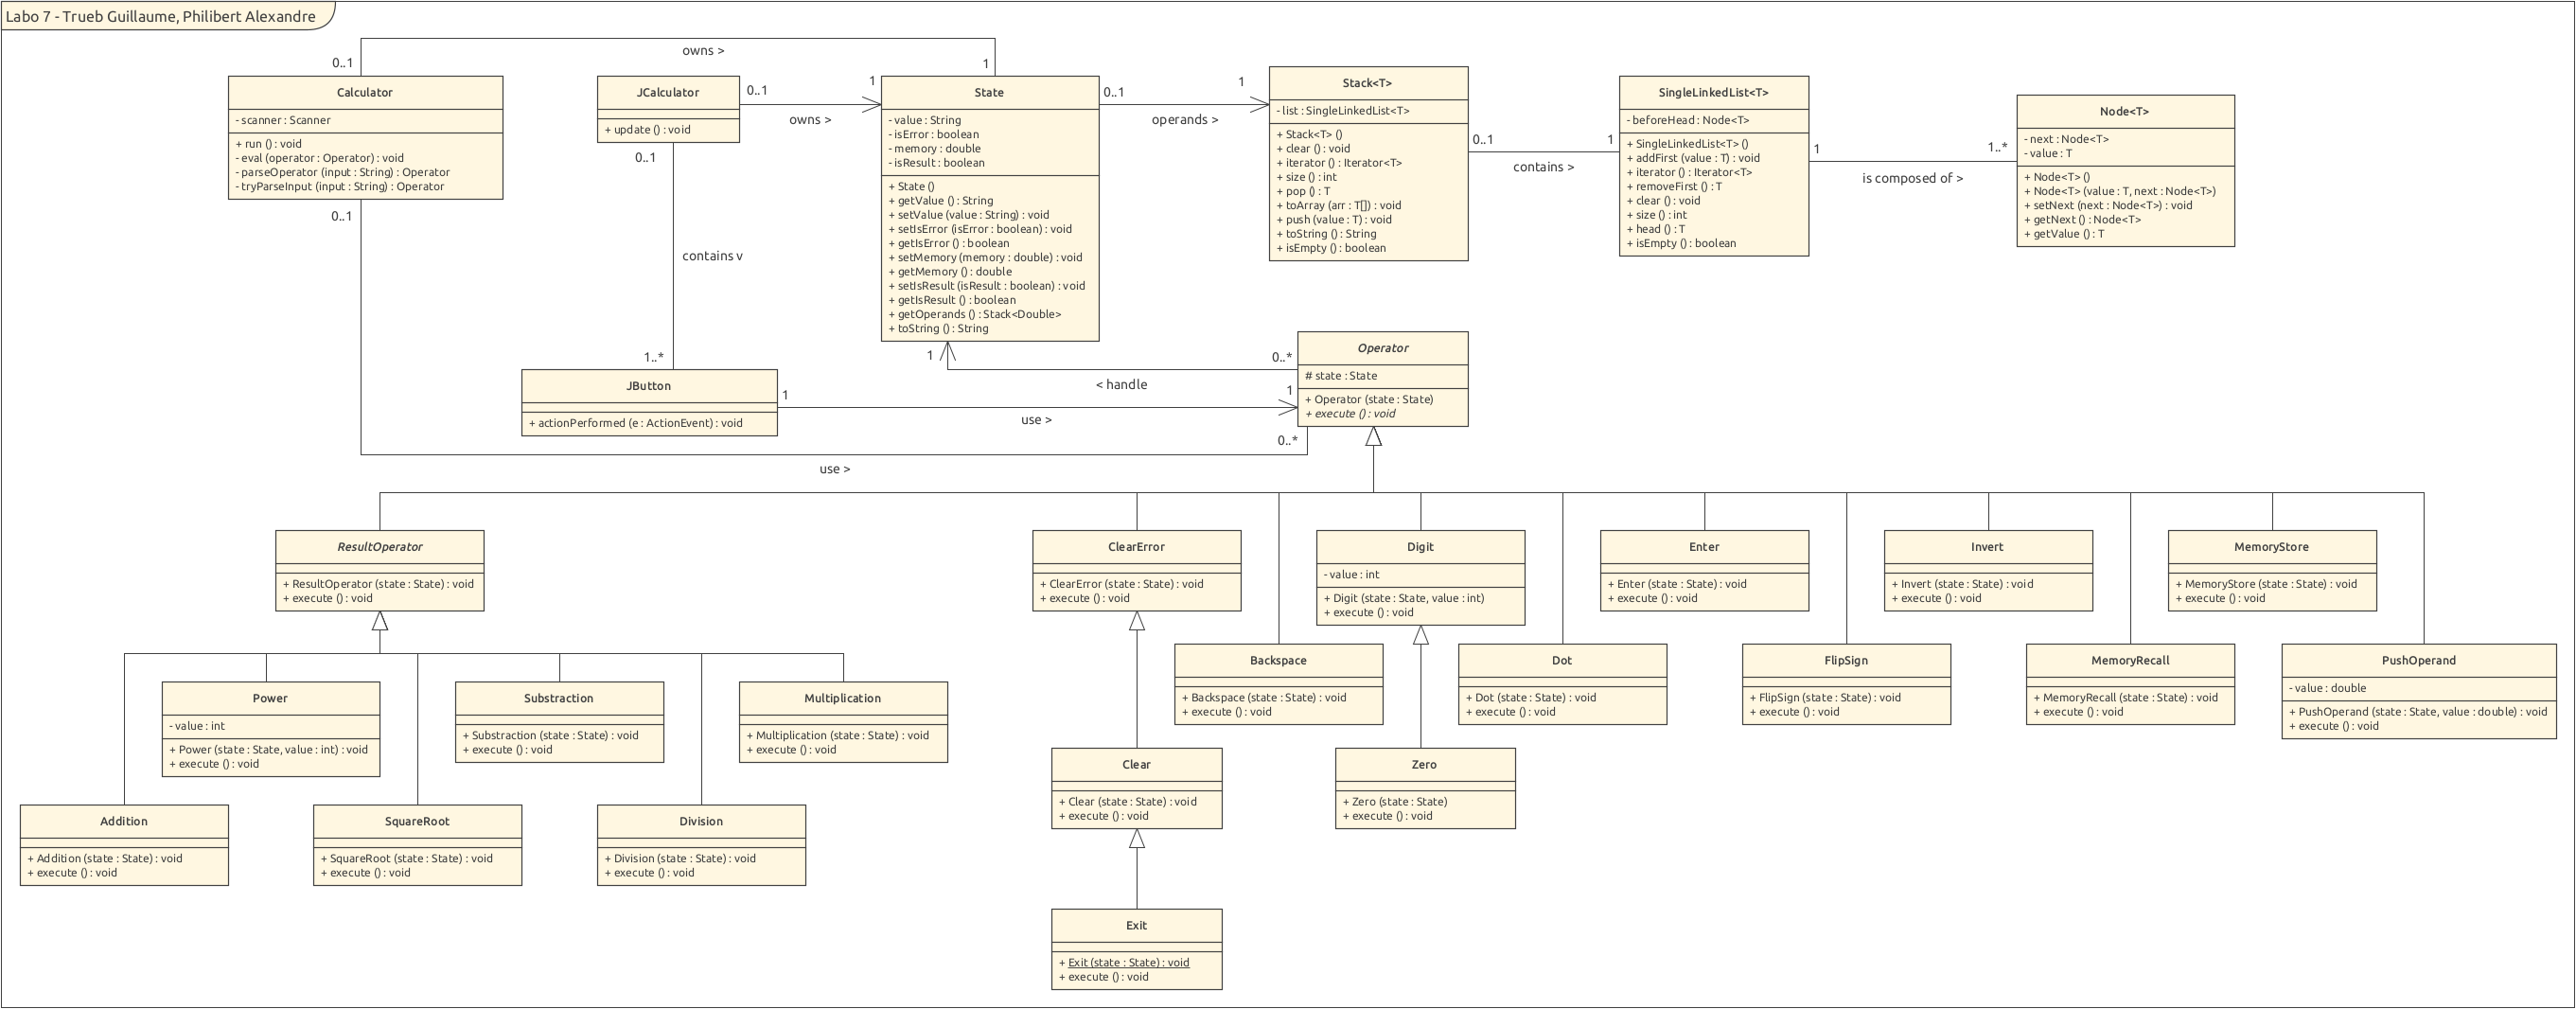 Labo 7 - Trueb Guillaume, Philibert Alexandre
owns >
0..1
1
Calculator
- scanner : Scanner
+ run () : void
- eval (operator : Operator) : void
- parseOperator (input : String) : Operator
- tryParseInput (input : String) : Operator
0..1
JCalculator
+ update () : void
0..1
1
owns >
0..1
contains v
1..*
State
- value : String
- isError : boolean
- memory : double
- isResult : boolean
+ State ()
+ getValue () : String
+ setValue (value : String) : void
+ setIsError (isError : boolean) : void
+ getIsError () : boolean
+ setMemory (memory : double) : void
+ getMemory () : double
+ setIsResult (isResult : boolean) : void
+ getIsResult () : boolean
+ getOperands () : Stack<Double>
+ toString () : String
0..1
1
operands >
Stack<T>
- list : SingleLinkedList<T>
+ Stack<T> ()
+ clear () : void
+ iterator () : Iterator<T>
+ size () : int
+ pop () : T
+ toArray (arr : T[]) : void
+ push (value : T) : void
+ toString () : String
+ isEmpty () : boolean
0..1
1
contains >
SingleLinkedList<T>
- beforeHead : Node<T>
+ SingleLinkedList<T> ()
+ addFirst (value : T) : void
+ iterator () : Iterator<T>
+ removeFirst () : T
+ clear () : void
+ size () : int
+ head () : T
+ isEmpty () : boolean
1
1..*
is composed of >
Node<T>
- next : Node<T>
- value : T
+ Node<T> ()
+ Node<T> (value : T, next : Node<T>)
+ setNext (next : Node<T>) : void
+ getNext () : Node<T>
+ getValue () : T
JButton
+ actionPerformed (e : ActionEvent) : void
1
0..*
< handle
1
1
use >
Operator
# state : State
+ Operator (state : State)
+ execute () : void
0..*
use >
ResultOperator
+ ResultOperator (state : State) : void
+ execute () : void
ClearError
+ ClearError (state : State) : void
+ execute () : void
Digit
- value : int
+ Digit (state : State, value : int)
+ execute () : void
Enter
+ Enter (state : State) : void
+ execute () : void
Invert
+ Invert (state : State) : void
+ execute () : void
MemoryStore
+ MemoryStore (state : State) : void
+ execute () : void
Backspace
+ Backspace (state : State) : void
+ execute () : void
Dot
+ Dot (state : State) : void
+ execute () : void
FlipSign
+ FlipSign (state : State) : void
+ execute () : void
MemoryRecall
+ MemoryRecall (state : State) : void
+ execute () : void
PushOperand
- value : double
+ PushOperand (state : State, value : double) : void
+ execute () : void
Power
- value : int
+ Power (state : State, value : int) : void
+ execute () : void
Substraction
+ Substraction (state : State) : void
+ execute () : void
Multiplication
+ Multiplication (state : State) : void
+ execute () : void
Clear
+ Clear (state : State) : void
+ execute () : void
Zero
+ Zero (state : State)
+ execute () : void
Addition
+ Addition (state : State) : void
+ execute () : void
SquareRoot
+ SquareRoot (state : State) : void
+ execute () : void
Division
+ Division (state : State) : void
+ execute () : void
Exit
+ Exit (state : State) : void
+ execute () : void